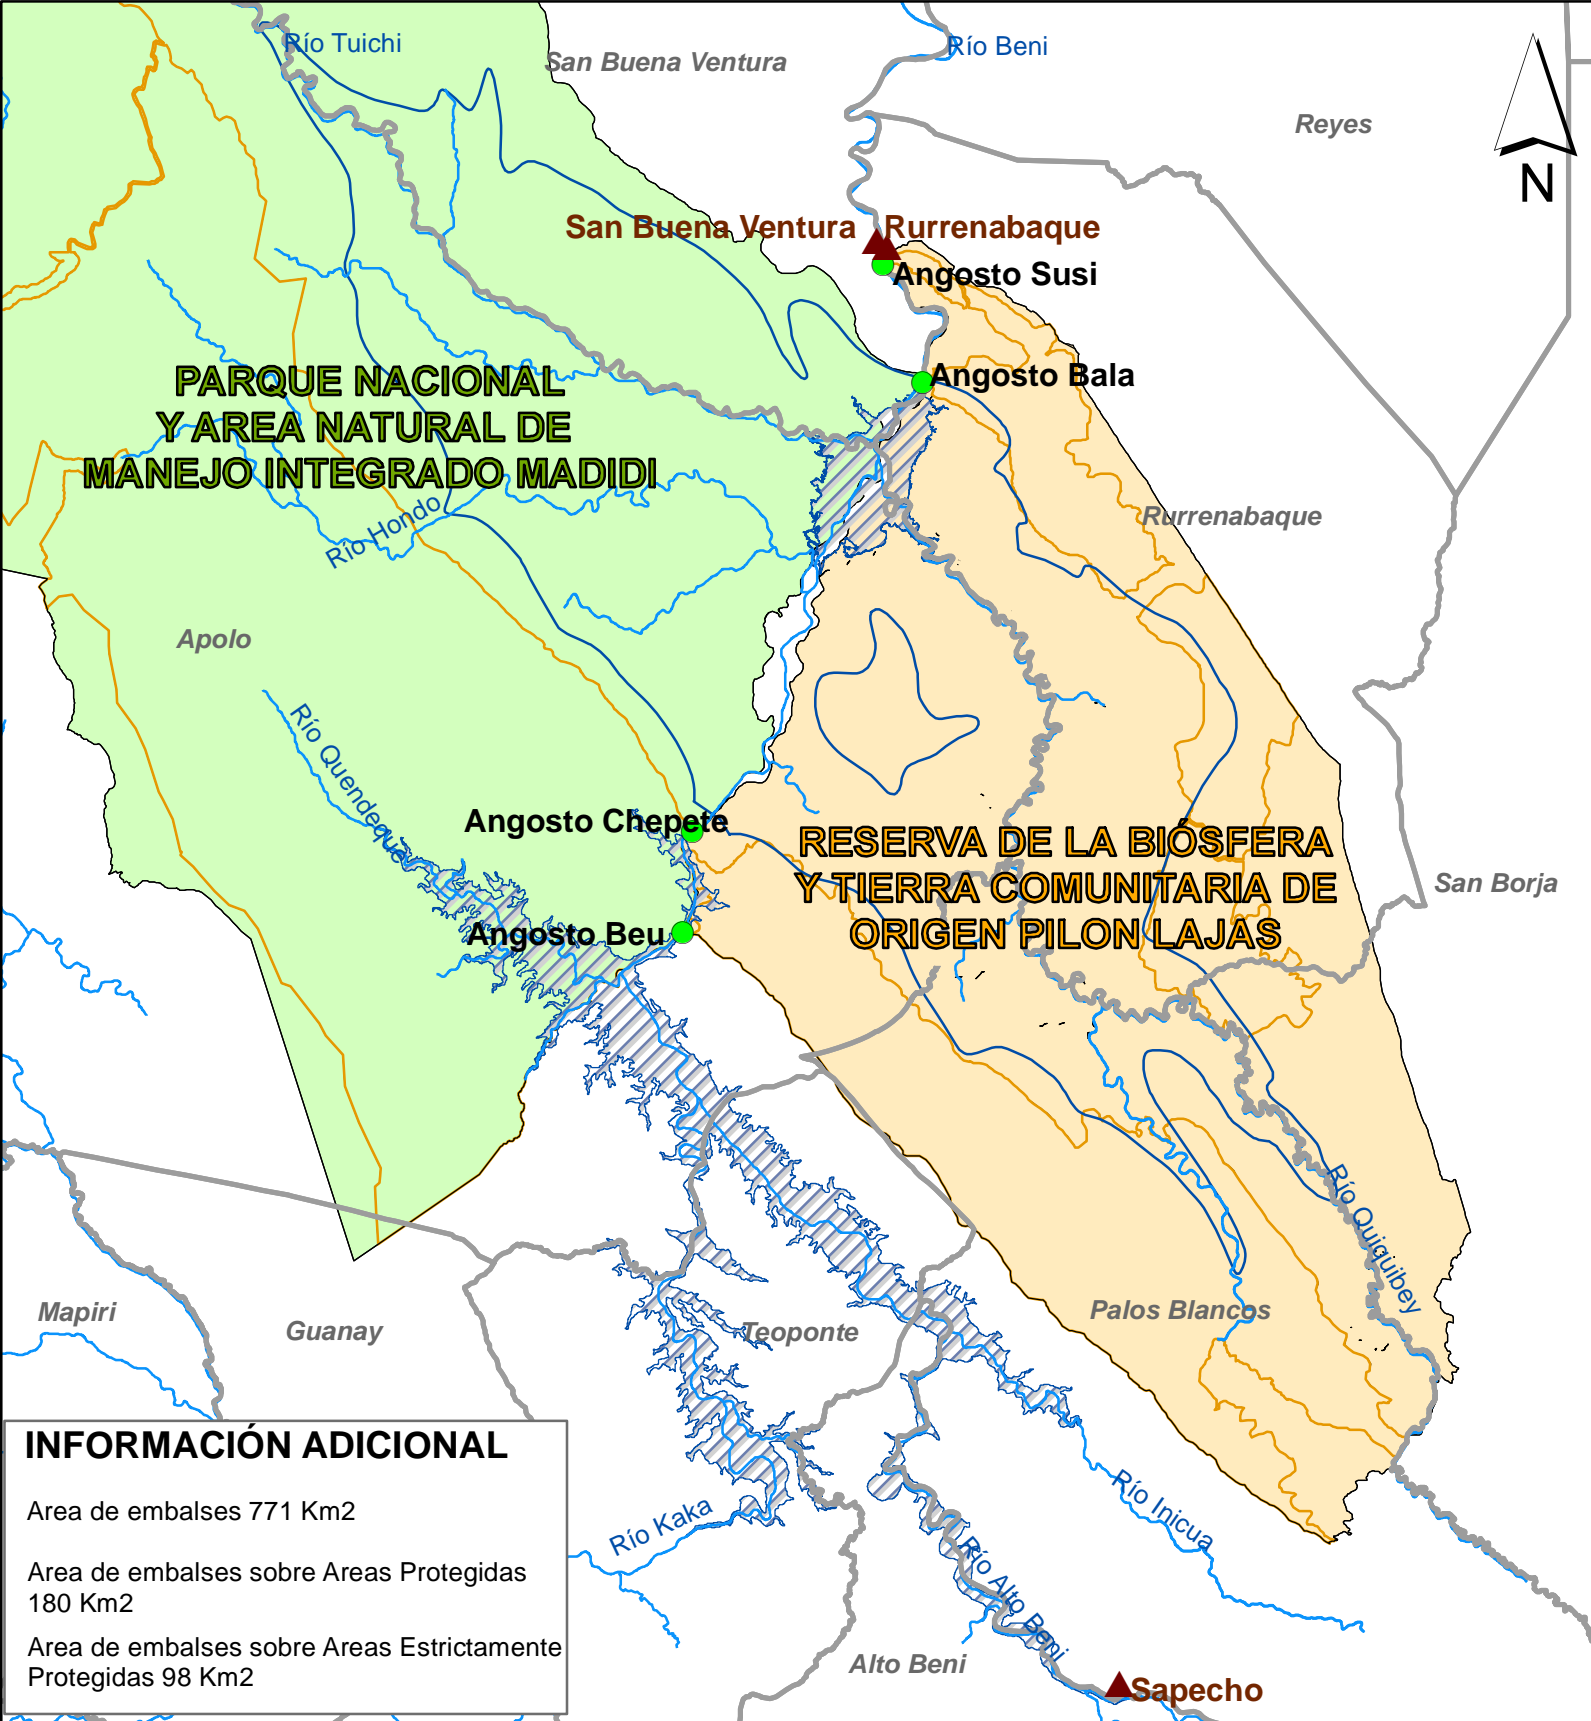 Río Tuichi
San Buena Ventura
Río Beni
Reyes
N
San Buena Ventura
Rurrenabaque
Angosto Susi
Angosto Bala
PARQUE NACIONAL
Y AREA NATURAL DE
MANEJO INTEGRADO MADIDI
Río Hondo
Rurrenabaque
Apolo
Río Quendeque
Angosto Chepete
RESERVA DE LA BIÓSFERA
Y TIERRA COMUNITARIA DE
ORIGEN PILON LAJAS
San Borja
Angosto Beu
Río Quiquibey
Mapiri
Guanay
Teoponte
Palos Blancos
INFORMACIÓN ADICIONAL
Area de embalses 771 Km2
Area de embalses sobre Areas Protegidas
180 Km2
Area de embalses sobre Areas Estrictamente
Protegidas 98 Km2
Río Kaka
Río Inicua
Río Alto Beni
Alto Beni
Sapecho